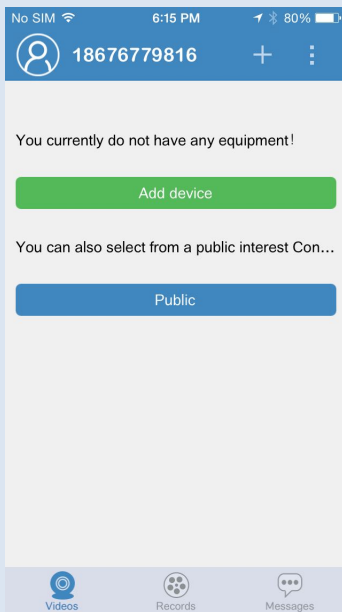 No SIM 6:15 PM 80%
18676779816
You currently do not have any equipment!
Add device
You can also select from a public interest Con...
Public
Videos Records Messages